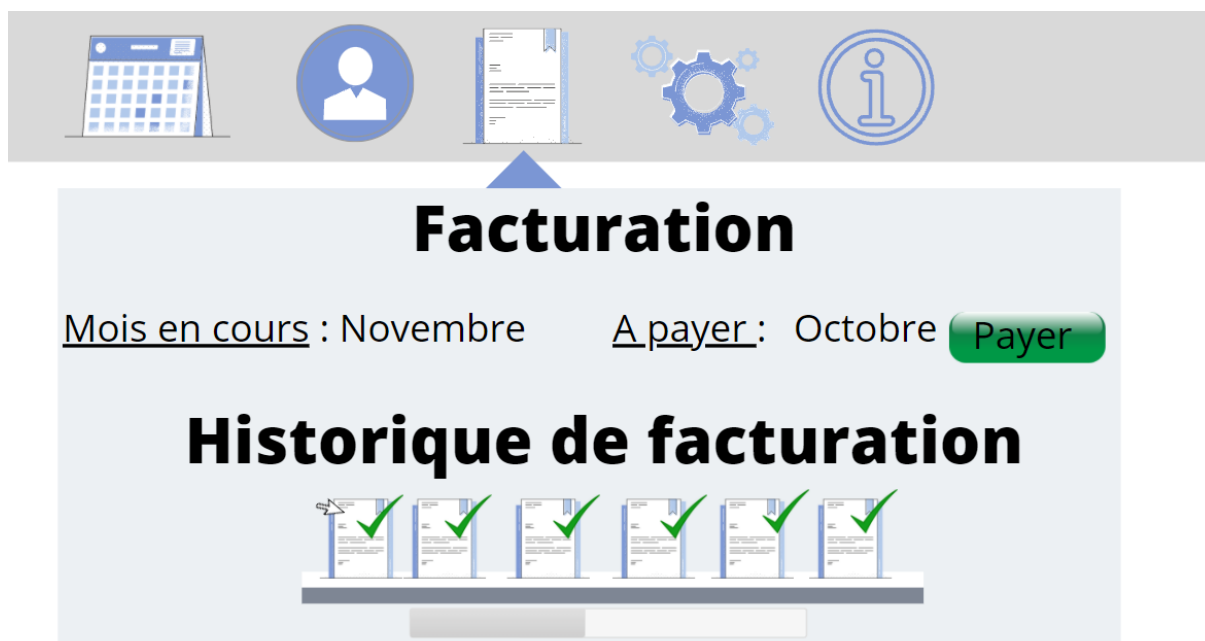 Facturation
Mois en cours : Novembre A payer : Octobre Payer
Historique de facturation